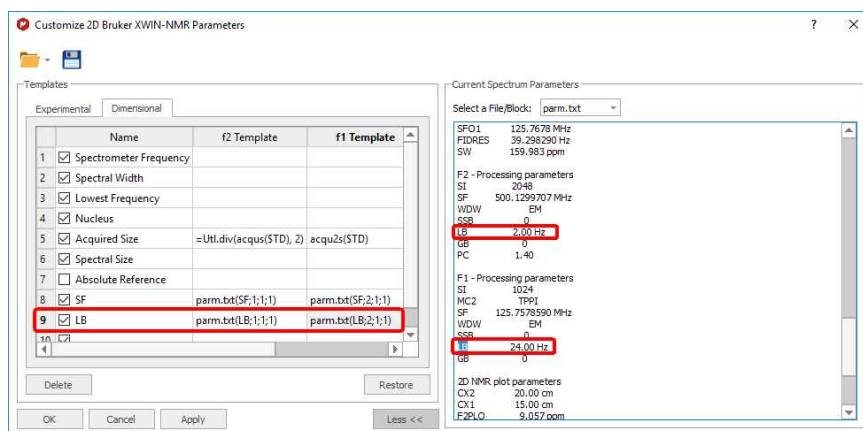 Customize 2D Bruker XWIN-NMR Parameters ? X
Templates
Experimental Dimensional
Name f2 Template f1 Template
1 Spectrometer Frequency
2 Spectral Width
3 Lowest Frequency
4 Nucleus
5 Acquired Size =Utl.div(acqus($TD), 2) acqu2s($TD)
6 Spectral Size
7 Absolute Reference
8 SF parm.txt(SF;1;1;1) parm.txt(SF;2;1;1)
9 LB parm.txt(LB;1;1;1) parm.txt(LB;2;1;1)
10
Delete Restore
OK Cancel Apply Less <<
Current Spectrum Parameters
Select a File/Block: parm.txt
SFO1 125.7678 MHz
FIDRES 39.298290 Hz
SW 159.983 ppm
F2 - Processing parameters
SI 2048
SF 500.1299707 MHz
WDW EM
SSB 0
LB 2.00 Hz
GB 0
PC 1.40
F1 - Processing parameters
SI 1024
MC2 TPPI
SF 125.7578590 MHz
WDW EM
SSB 0
LB 24.00 Hz
GB 0
2D NMR plot parameters
CX2 20.00 cm
CX1 15.00 cm
F2PLO 9.057 ppm